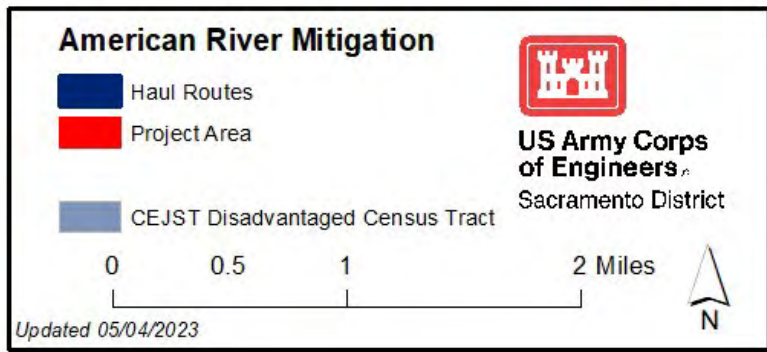 American River Mitigation
Haul Routes
Project Area
CEJST Disadvantaged Census Tract
US Army Corps
of Engineers
Sacramento District
0 0.5 1 2 Miles
N
Updated 05/04/2023